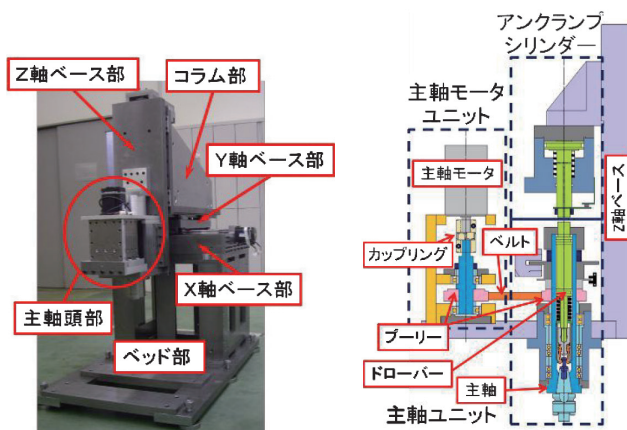 Z軸ベース部
コラム部
Y軸ベース部
X軸ベース部
主軸頭部
ベッド部
アンクランプ
シリンダー
主軸モータ
ユニット
主軸モータ
カップリング
ベルト
Z軸ベース
プーリー
ドローバー
主軸
主軸ユニット